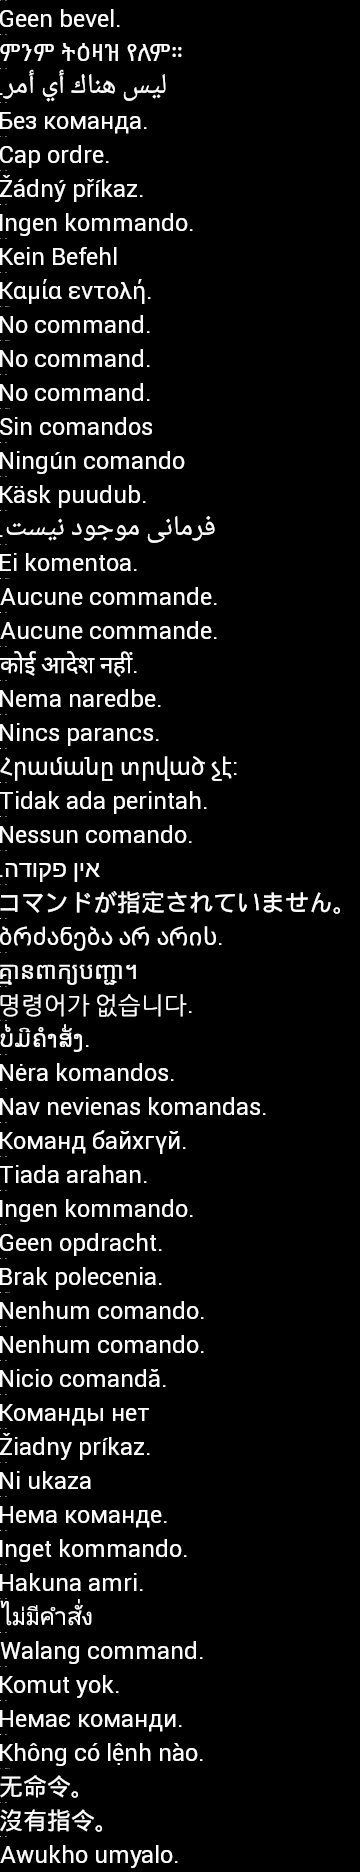 Geen bevel.
ምንም ትዕዛዝ የለም።
ليس هناك أي أمر.
Без команда.
Cap ordre.
Žádný příkaz.
Ingen kommando.
Kein Befehl
Καμία εντολή.
No command.
No command.
No command.
Sin comandos
Ningún comando
Käsk puudub.
فرمانی موجود نیست.
Ei komentoa.
Aucune commande.
Aucune commande.
कोई आदेश नहीं.
Nema naredbe.
Nincs parancs.
Հրամանը տրված չէ:
Tidak ada perintah.
Nessun comando.
אין פקודה.
コマンドが指定されていません。
ბრძანება არ არის.
គ្មានពាក្យបញ្ជា។
명령어가 없습니다.
ບໍ່ມີຄຳສັ່ງ.
Nėra komandos.
Nav nevienas komandas.
Команд байхгүй.
Tiada arahan.
Ingen kommando.
Geen opdracht.
Brak polecenia.
Nenhum comando.
Nenhum comando.
Nicio comandă.
Команды нет
Žiadny príkaz.
Ni ukaza
Нема команде.
Inget kommando.
Hakuna amri.
ไม่มีคำสั่ง
Walang command.
Komut yok.
Немає команди.
Không có lệnh nào.
无命令。
沒有指令。
Awukho umyalo.